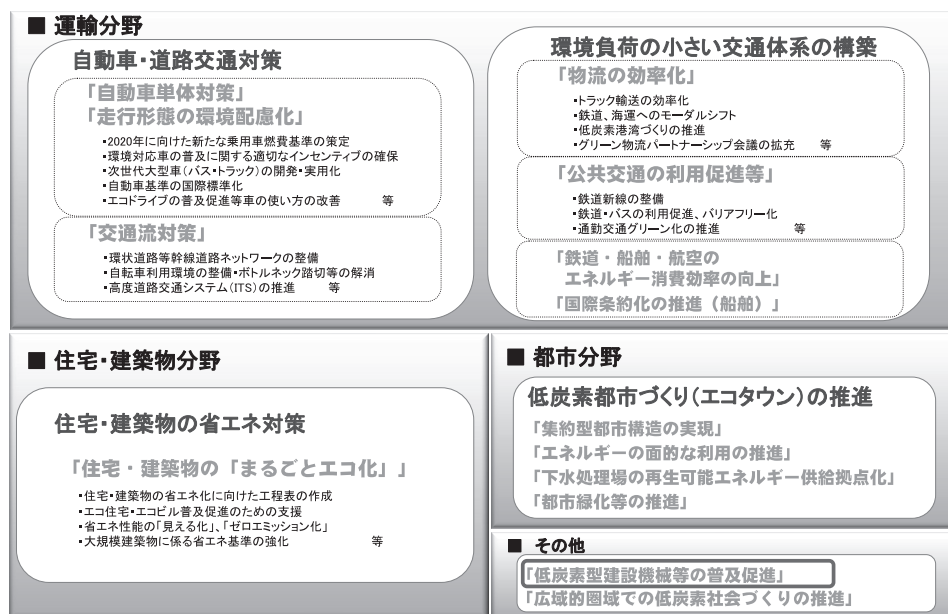 ■ 運輸分野
自動車・道路交通対策
「自動車単体対策」
「走行形態の環境配慮化」
・2020年に向けた新たな乗用車燃費基準の策定
・環境対応車の普及に関する適切なインセンティブの確保
・次世代大型車（バス・トラック）の開発・実用化
・自動車基準の国際標準化
・エコドライブの普及促進等車の使い方の改善 等
「交通流対策」
・環状道路等幹線道路ネットワークの整備
・自転車利用環境の整備・ボトルネック踏切等の解消
・高度道路交通システム（ITS）の推進 等
環境負荷の小さい交通体系の構築
「物流の効率化」
・トラック輸送の効率化
・鉄道、海運へのモーダルシフト
・低炭素港湾づくりの推進
・グリーン物流パートナーシップ会議の拡充 等
「公共交通の利用促進等」
・鉄道新線の整備
・鉄道・バスの利用促進、バリアフリー化
・通勤交通グリーン化の推進 等
「鉄道・船舶・航空の
エネルギー消費効率の向上」
「国際条約化の推進（船舶）」
■ 住宅・建築物分野
住宅・建築物の省エネ対策
「住宅・建築物の「まるごとエコ化」」
・住宅・建築物の省エネ化に向けた工程表の作成
・エコ住宅・エコビル普及促進のための支援
・省エネ性能の「見える化」、「ゼロエミッション化」
・大規模建築物に係る省エネ基準の強化 等
■ 都市分野
低炭素都市づくり（エコタウン）の推進
「集約型都市構造の実現」
「エネルギーの面的な利用の推進」
「下水処理場の再生可能エネルギー供給拠点化」
「都市緑化等の推進」
■ その他
「低炭素型建設機械等の普及促進」
「広域的圏域での低炭素社会づくりの推進」